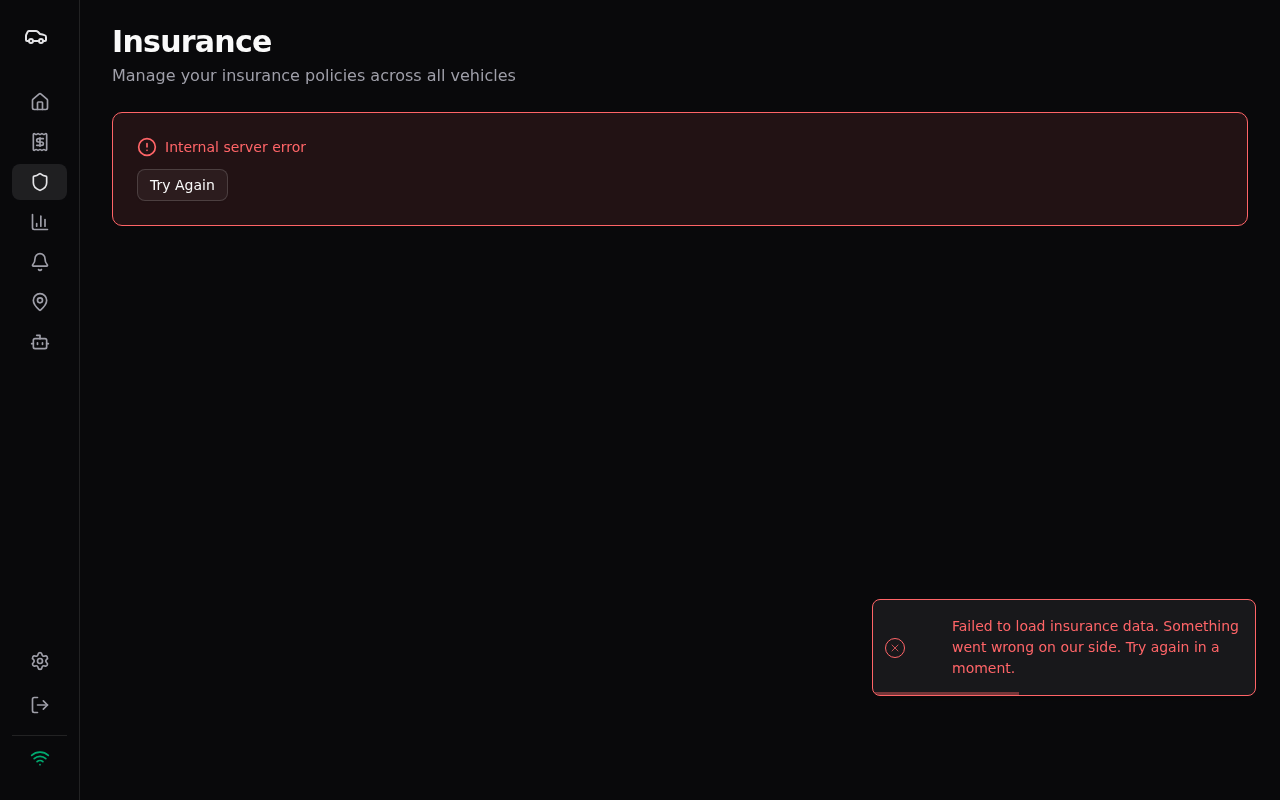 Insurance
Manage your insurance policies across all vehicles
Internal server error
Try Again
Failed to load insurance data. Something
went wrong on our side. Try again in a
moment.